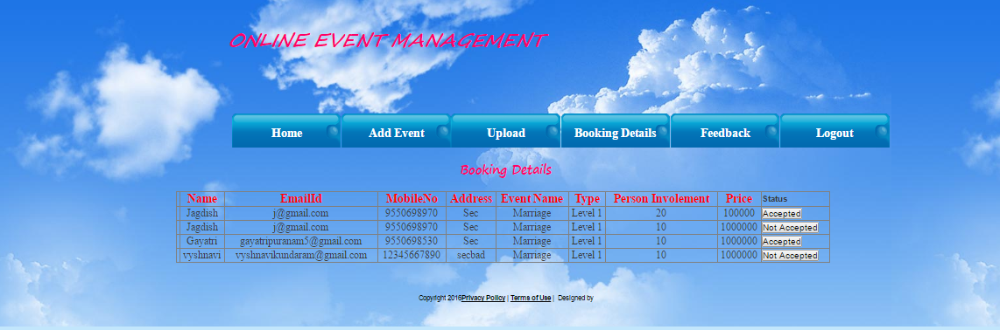 ONLINE EVENT MANAGEMENT
Home Add Event Upload Booking Details Feedback Logout
Booking Details
Name EmailId MobileNo Address Event Name Type Person Involement Price Status
Jagdish j@gmail.com 9550698970 Sec Marriage Level 1 20 100000 Accepted
Jagdish j@gmail.com 9550698970 Sec Marriage Level 1 10 1000000 Not Accepted
Gayatri gayatripuranam5@gmail.com 9550698530 Sec Marriage Level 1 10 1000000 Accepted
vyshnavi vyshnavikundaram@gmail.com 12345667890 secbad Marriage Level 1 10 1000000 Not Accepted
Copyright 2016Privacy Policy | Terms of Use | Designed by